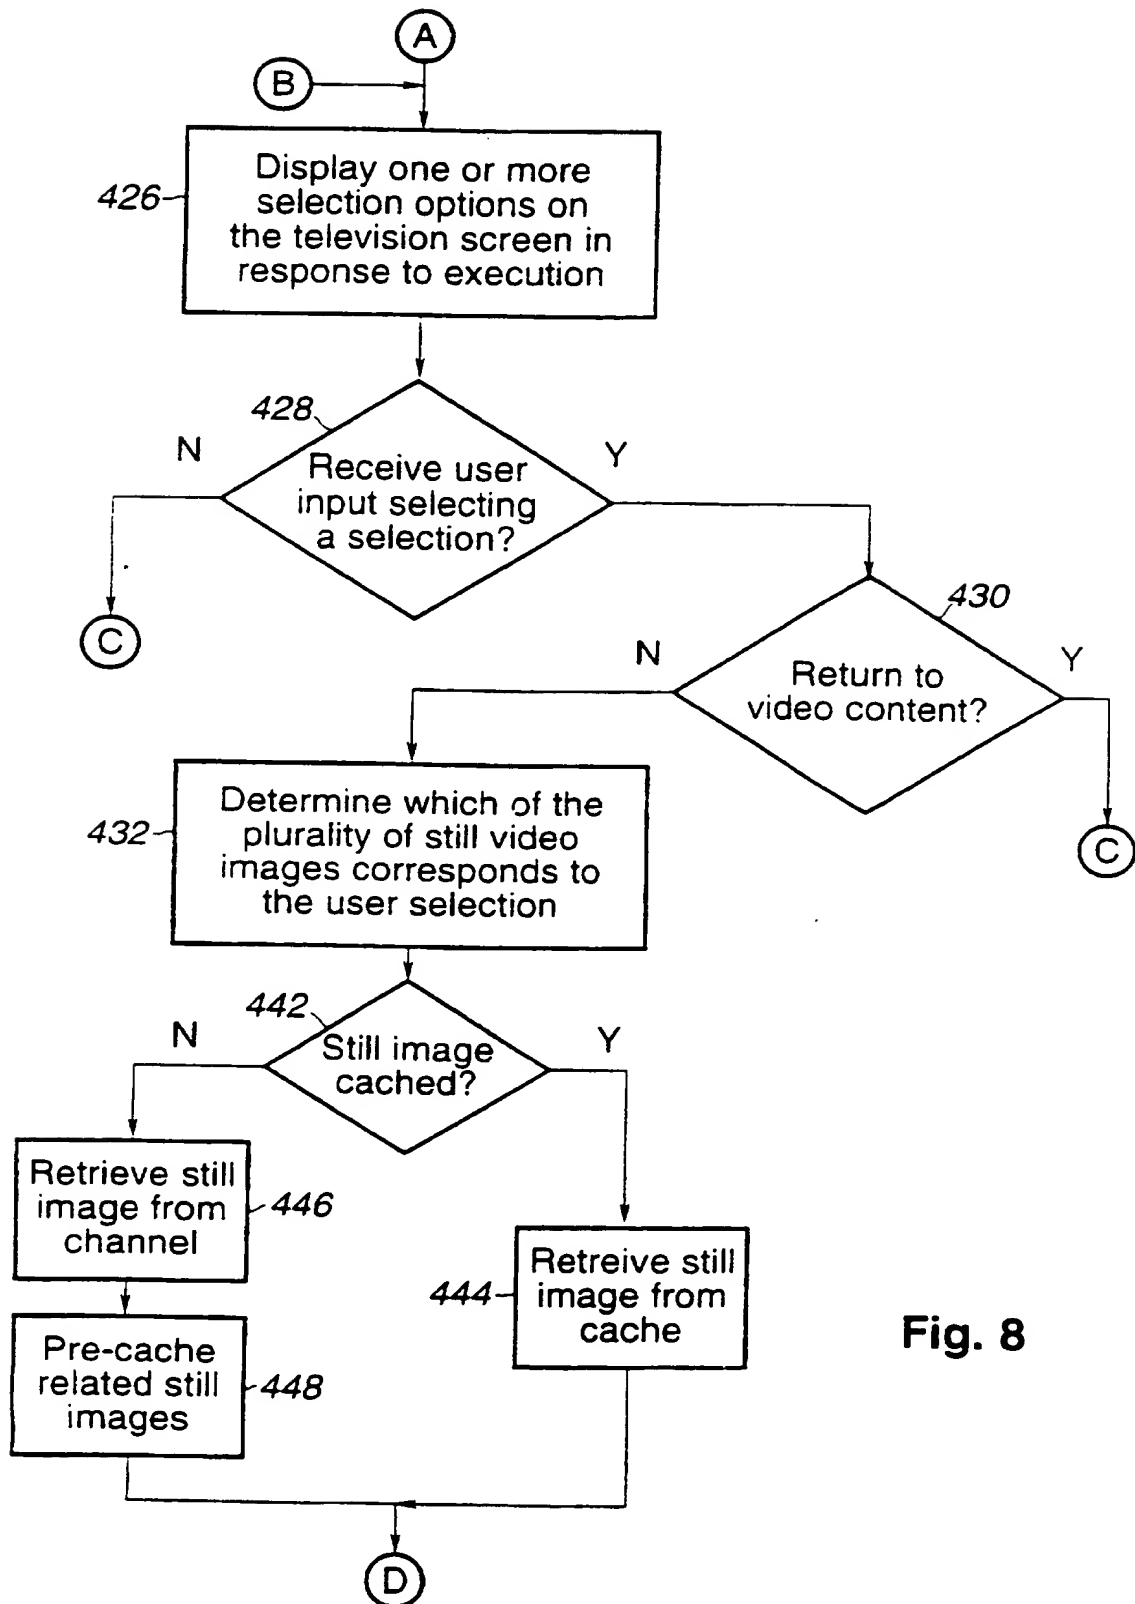 A
B
426
Display one or more
selection options on
the television screen in
response to execution
428
N
Y
Receive user
input selecting
a selection?
C
430
N
Y
Return to
video content?
C
432
Determine which of the
plurality of still video
images corresponds to
the user selection
442
N
Y
Still image
cached?
Retrieve still
image from
channel
446
444
Retreive still
image from
cache
Pre-cache
related still
images
448
Fig. 8
D